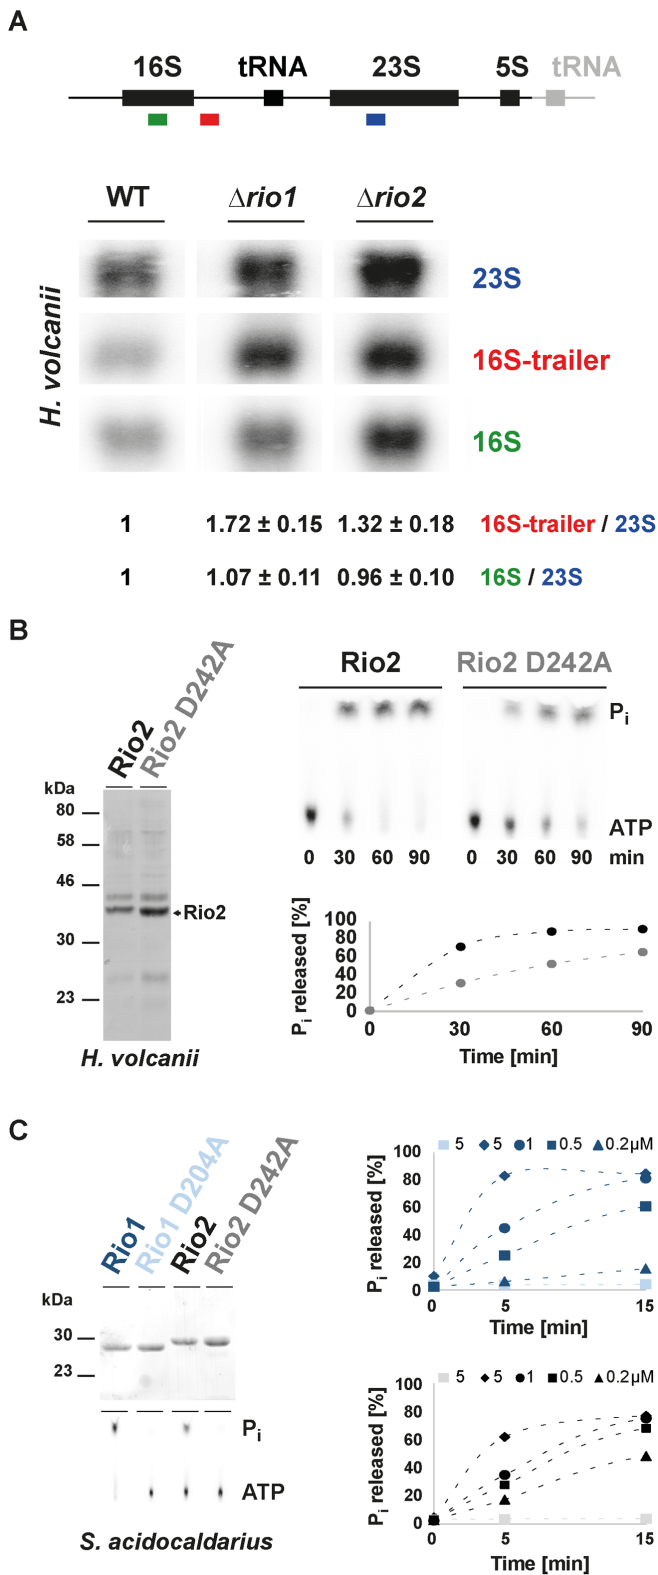 A
16S tRNA 23S 5S tRNA
WT Δrio1 Δrio2
H. volcanii
23S
16S-trailer
16S
1 1.72 ± 0.15 1.32 ± 0.18 16S-trailer / 23S
1 1.07 ± 0.11 0.96 ± 0.10 16S / 23S
B
Rio2 Rio2 D242A
kDa
80
58
46
30
23
Rio2
H. volcanii
Rio2 Rio2 D242A
Pi
ATP
0 30 60 90 0 30 60 90 min
Pi released [%]
100
80
60
40
20
0
0 30 60 90
Time [min]
C
Rio1 Rio1 D204A Rio2 Rio2 D242A
kDa
30
23
Pi
ATP
S. acidocaldarius
5 5 1 0.5 0.2µM
Pi released [%]
100
80
60
40
20
0
0 5 15
Time [min]
5 5 1 0.5 0.2µM
Pi released [%]
100
80
60
40
20
0
0 5 15
Time [min]